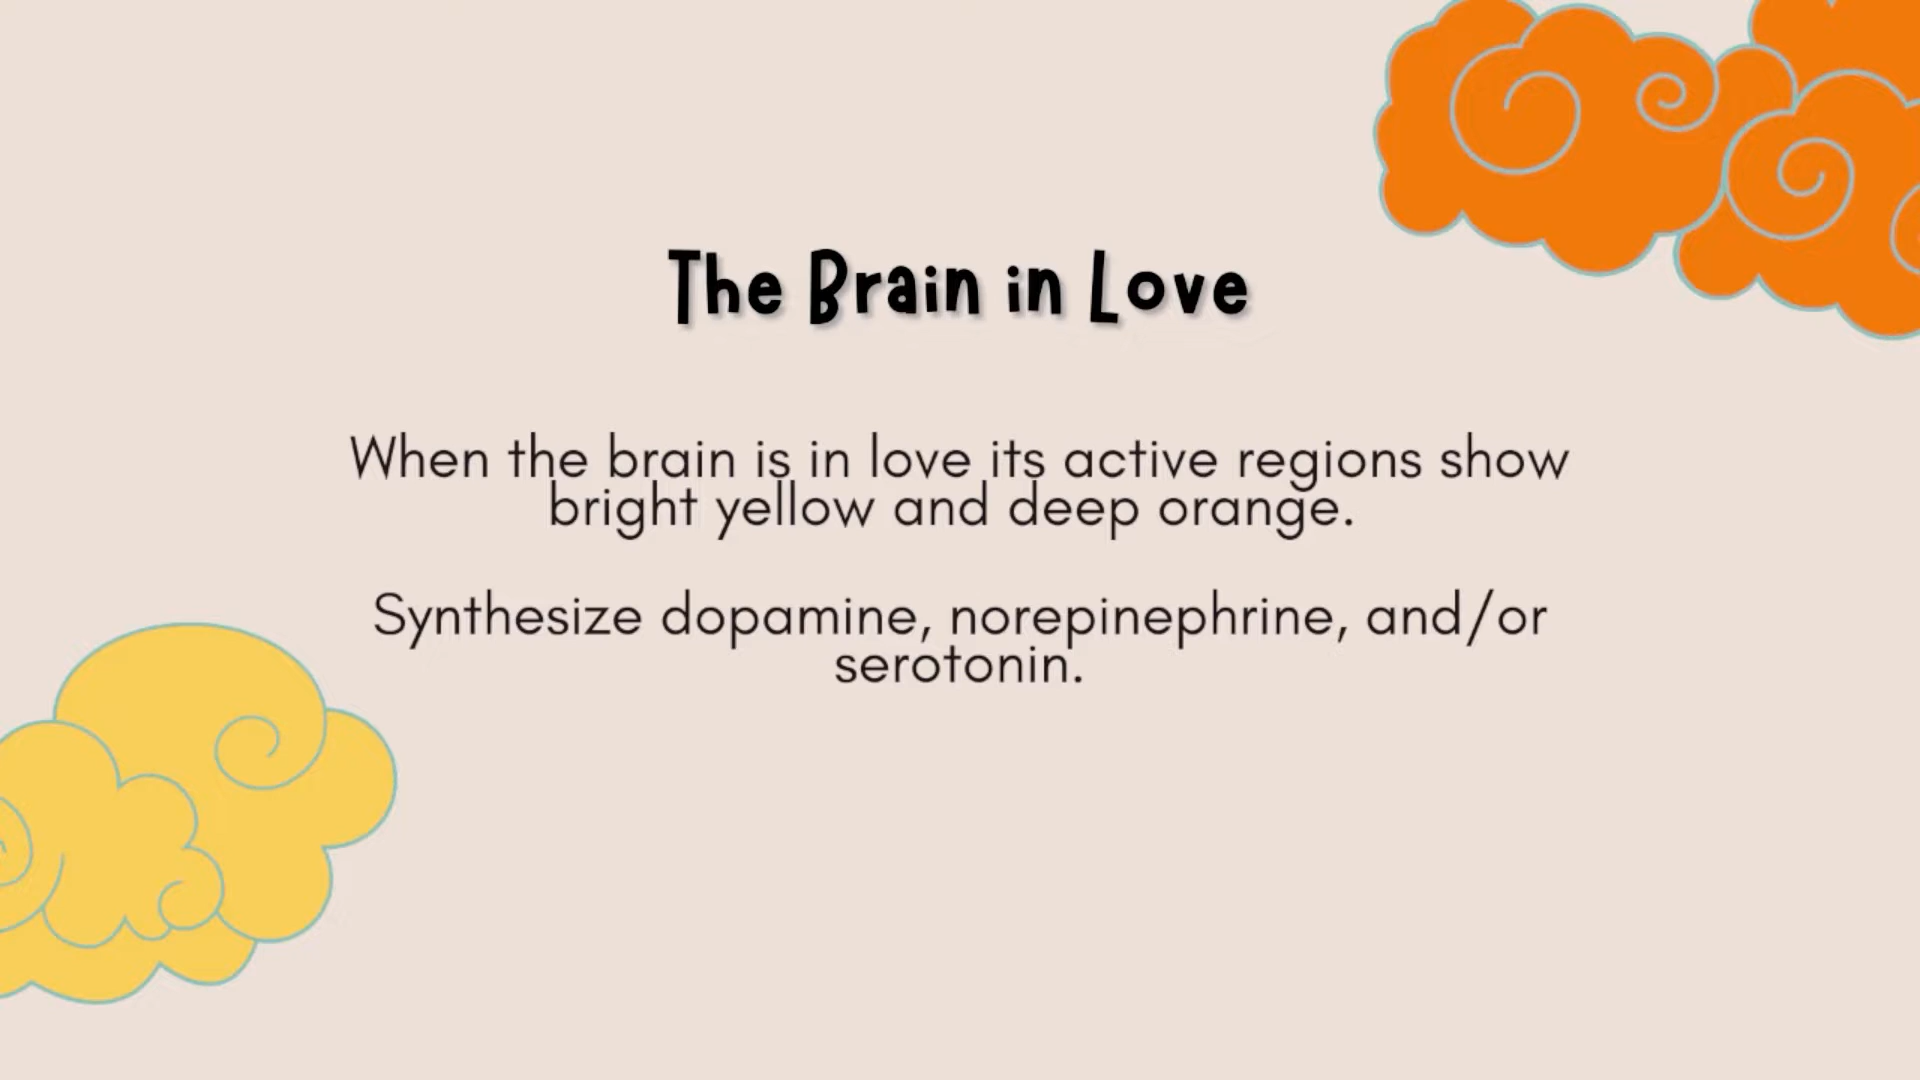 The Brain in Love
When the brain is in love its active regions show
bright yellow and deep orange.
Synthesize dopamine, norepinephrine, and/or
serotonin.